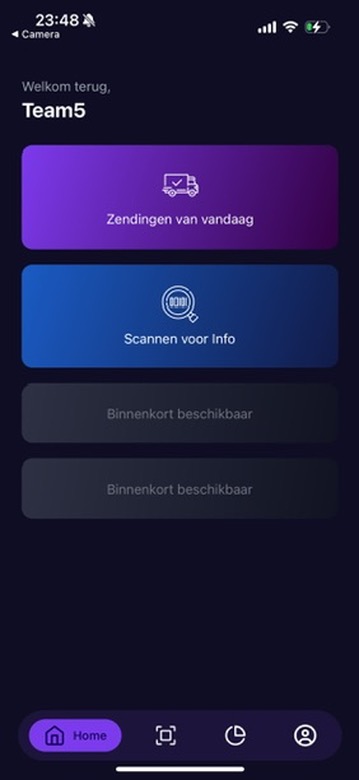 23:48
◀ Camera
Welkom terug,
Team5
Zendingen van vandaag
Scannen voor Info
Binnenkort beschikbaar
Binnenkort beschikbaar
Home